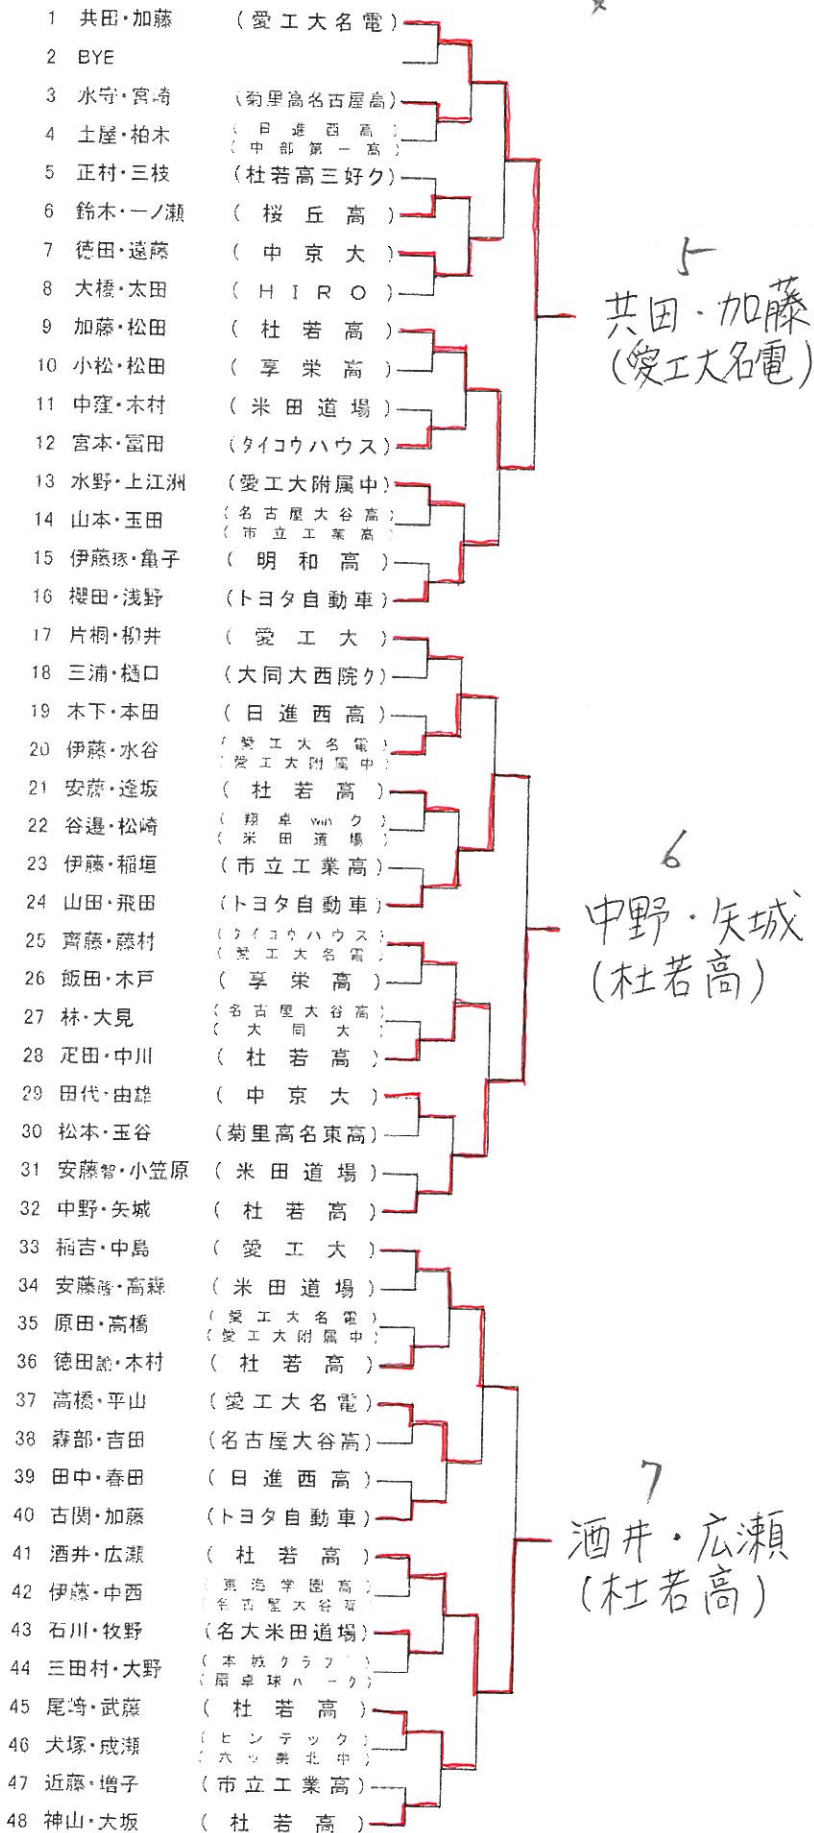 1 共田・加藤 (愛工大名電)
2 BYE
3 水守・宮崎 (菊里高名古屋高)
4 土屋・柏木 (日進西高)
(中部第一高)
5 正村・三枝 (杜若高三好ク)
6 鈴木・一ノ瀬 (桜丘高)
7 徳田・遠藤 (中京大)
8 大橋・太田 (HIRO)
9 加藤・松田 (杜若高)
10 小松・松田 (享栄高)
11 中窪・木村 (米田道場)
12 宮本・冨田 (タイコウハウス)
13 水野・上江洲 (愛工大附属中)
14 山本・玉田 (名古屋大谷高)
(市立工業高)
15 伊藤琢・亀子 (明和高)
16 櫻田・浅野 (トヨタ自動車)
5
共田・加藤
(愛工大名電)
17 片桐・柳井 (愛工大)
18 三浦・樋口 (大同大西院ク)
19 木下・本田 (日進西高)
20 伊藤・水谷 (愛工大名電)
(愛工大附属中)
21 安藤・逢坂 (杜若高)
22 谷邉・松崎 (翔卓winク)
(米田道場)
23 伊藤・稲垣 (市立工業高)
24 山田・飛田 (トヨタ自動車)
25 齊藤・藤村 (タイコウハウス)
(愛工大名電)
26 飯田・木戸 (享栄高)
27 林・大見 (名古屋大谷高)
(大同大)
28 疋田・中川 (杜若高)
29 田代・由雄 (中京大)
30 松本・玉谷 (菊里高名東高)
31 安藤智・小笠原 (米田道場)
32 中野・矢城 (杜若高)
6
中野・矢城
(杜若高)
33 稲吉・中島 (愛工大)
34 安藤隆・高森 (米田道場)
35 原田・高橋 (愛工大名電)
(愛工大附属中)
36 徳田諭・木村 (杜若高)
37 高橋・平山 (愛工大名電)
38 森部・吉田 (名古屋大谷高)
39 田中・春田 (日進西高)
40 古関・加藤 (トヨタ自動車)
41 酒井・広瀬 (杜若高)
42 伊藤・中西 (東海学園高)
(名古屋大谷高)
43 石川・牧野 (名大米田道場)
44 三田村・大野
45 尾崎・武藤 (杜若高)
46 犬塚・成瀬 (ヒンテック)
(六ッ美北中)
47 近藤・増子 (市立工業高)
48 神山・大坂 (杜若高)
7
酒井・広瀬
(杜若高)